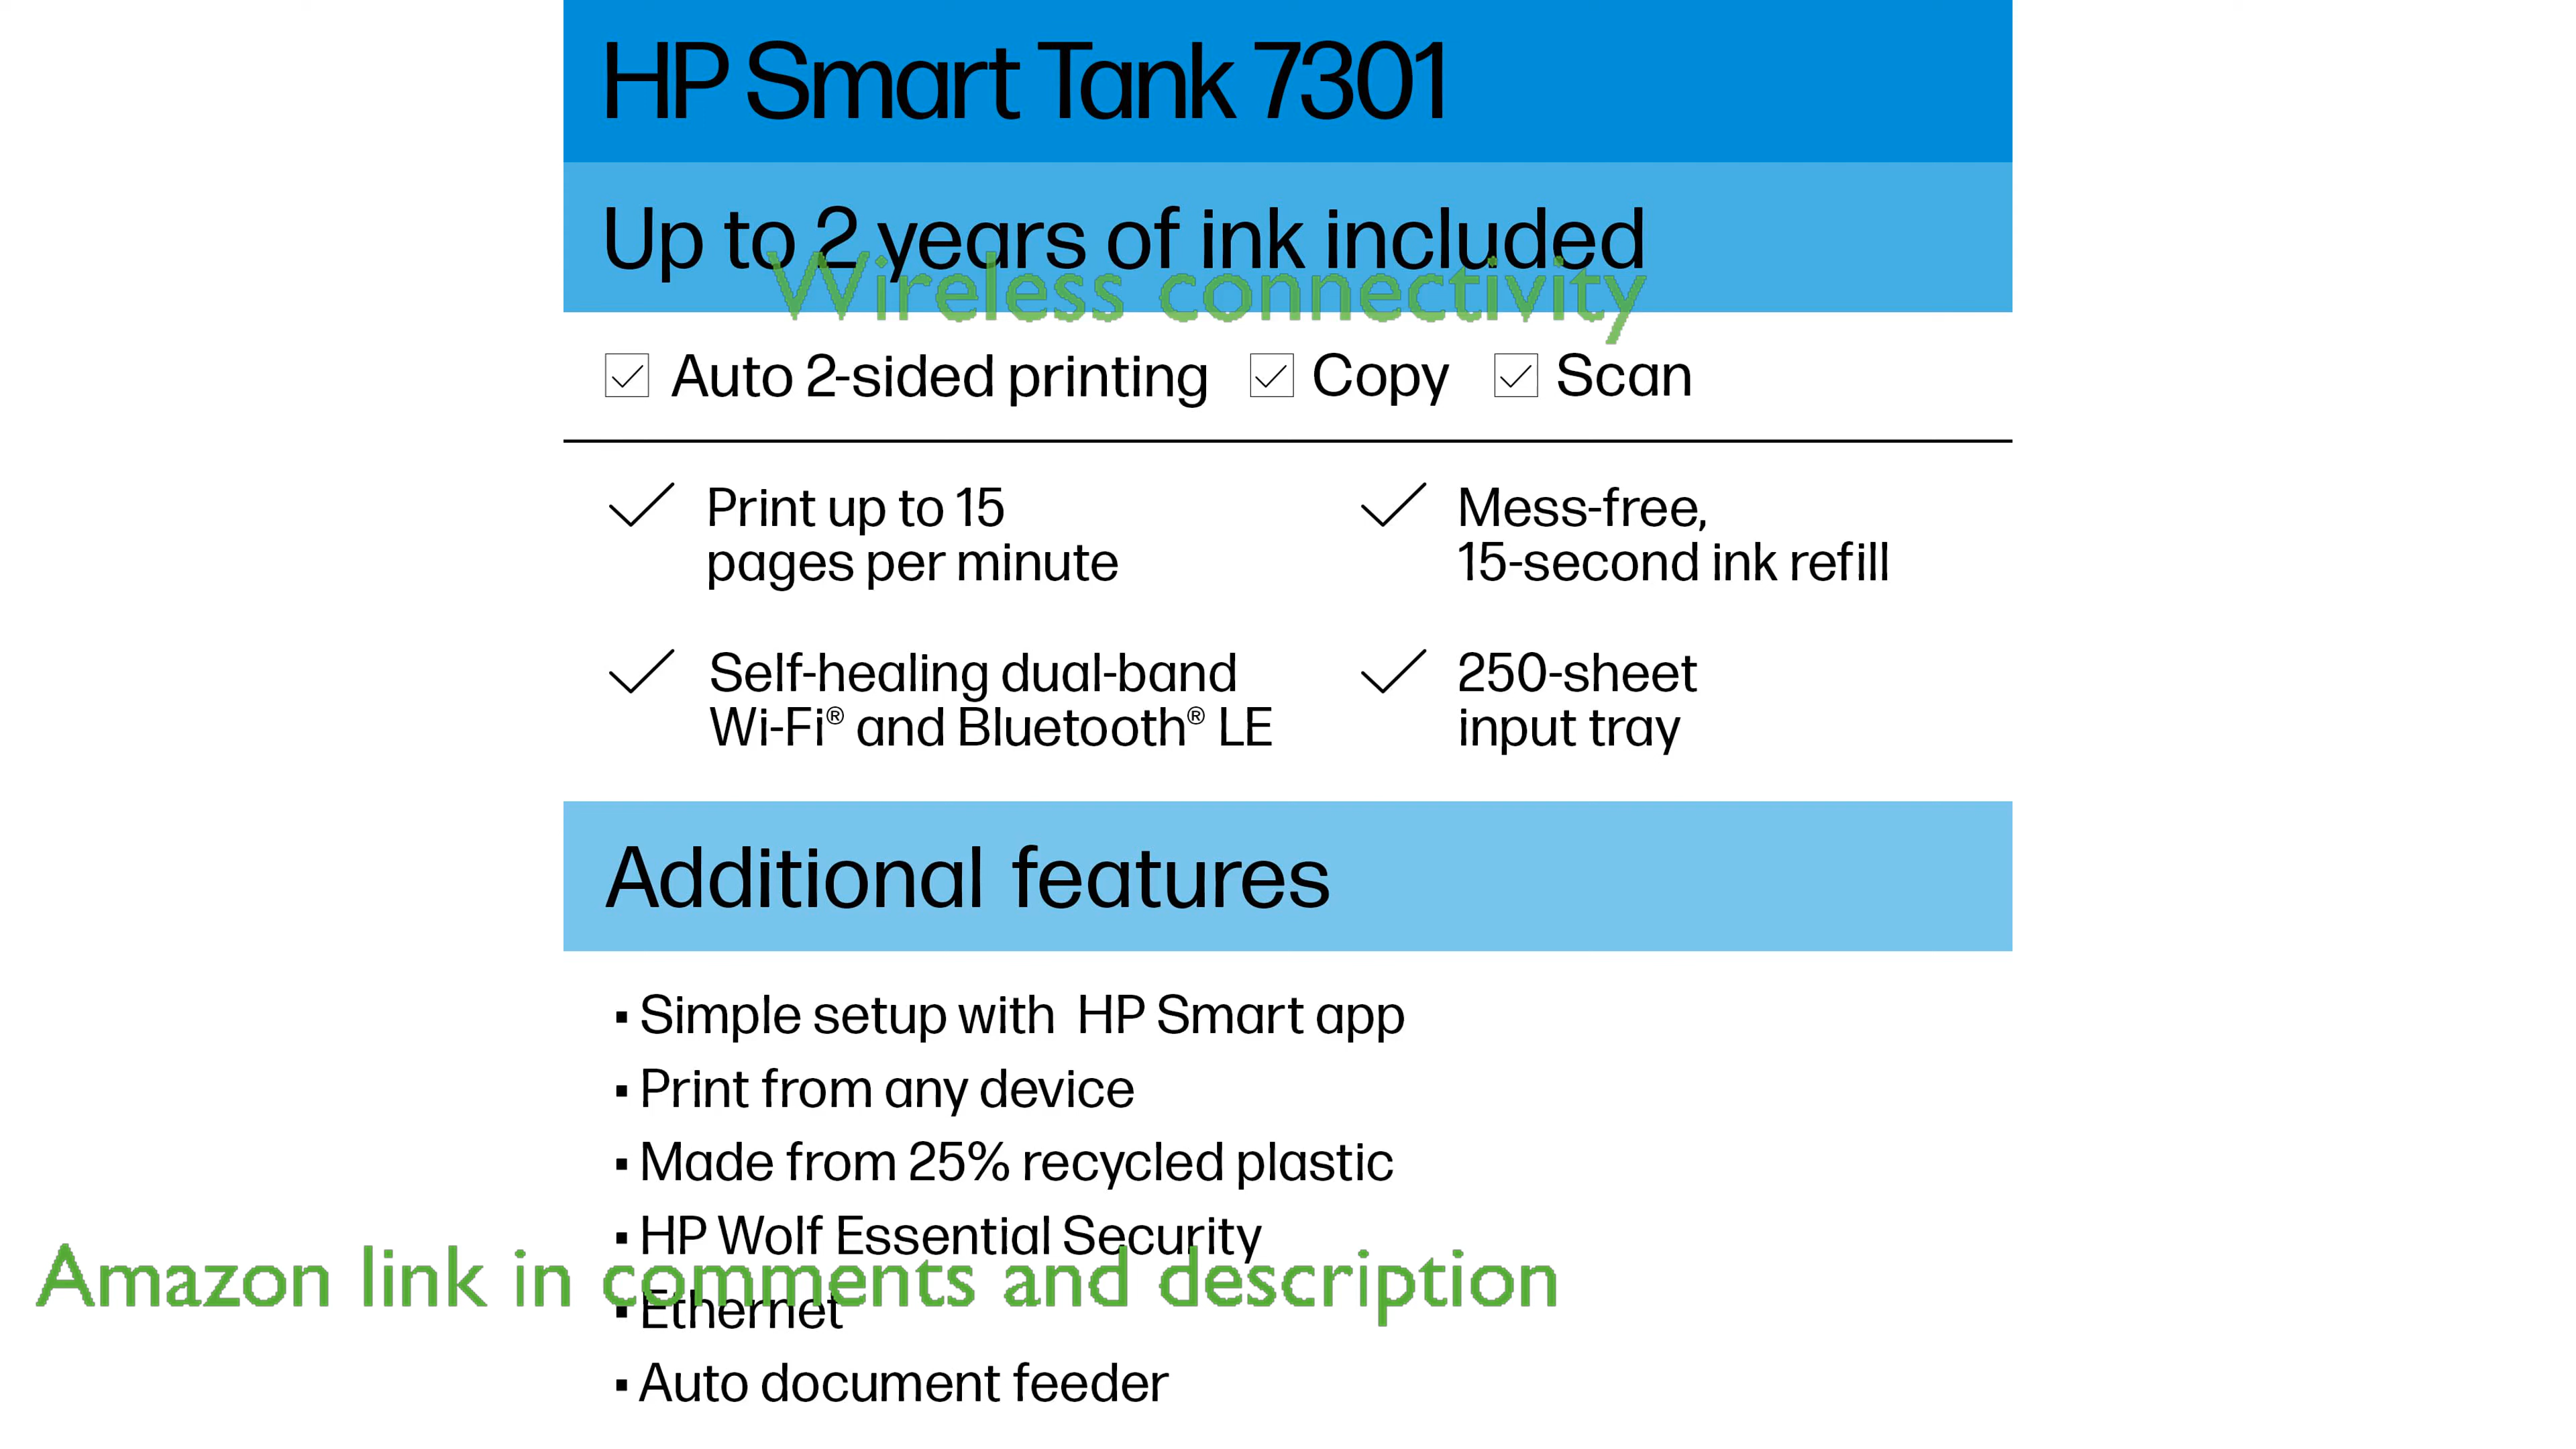 HP Smart Tank 7301
Up to 2 years of ink included
Wireless connectivity
Auto 2-sided printing Copy Scan
Print up to 15
pages per minute
Mess-free,
15-second ink refill
Self-healing dual-band
Wi-Fi® and Bluetooth® LE
250-sheet
input tray
Additional features
▪ Simple setup with HP Smart app
▪ Print from any device
▪ Made from 25% recycled plastic
▪ HP Wolf Essential Security
Amazon link in comments and description
▪ Ethernet
▪ Auto document feeder